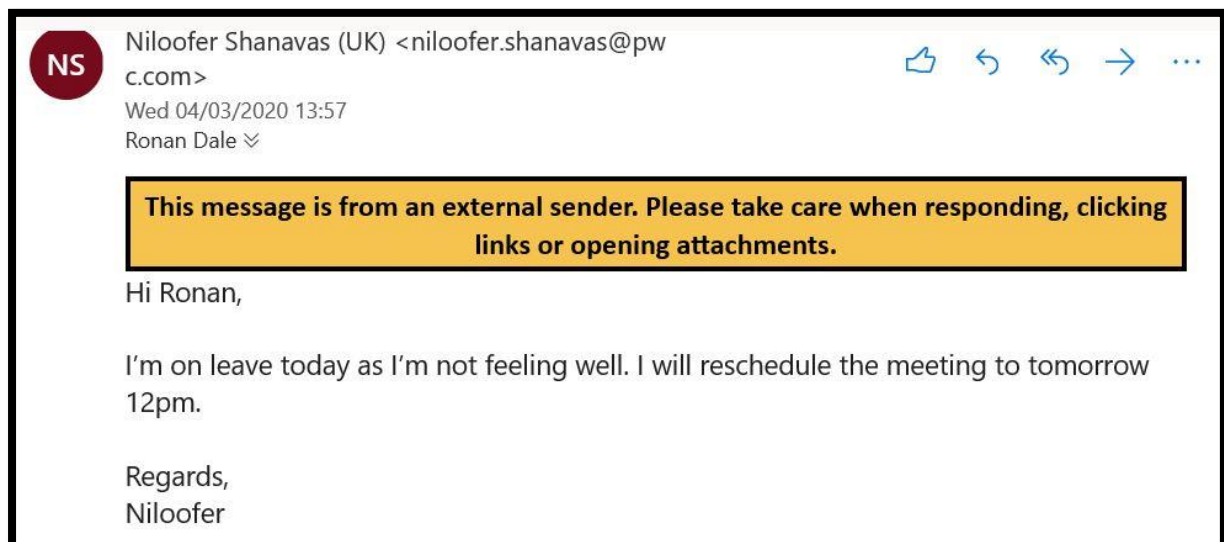 NS
Niloofer Shanavas (UK) <niloofer.shanavas@pw
c.com>
Wed 04/03/2020 13:57
Ronan Dale
This message is from an external sender. Please take care when responding, clicking
links or opening attachments.
Hi Ronan,
I'm on leave today as I'm not feeling well. I will reschedule the meeting to tomorrow
12pm.
Regards,
Niloofer